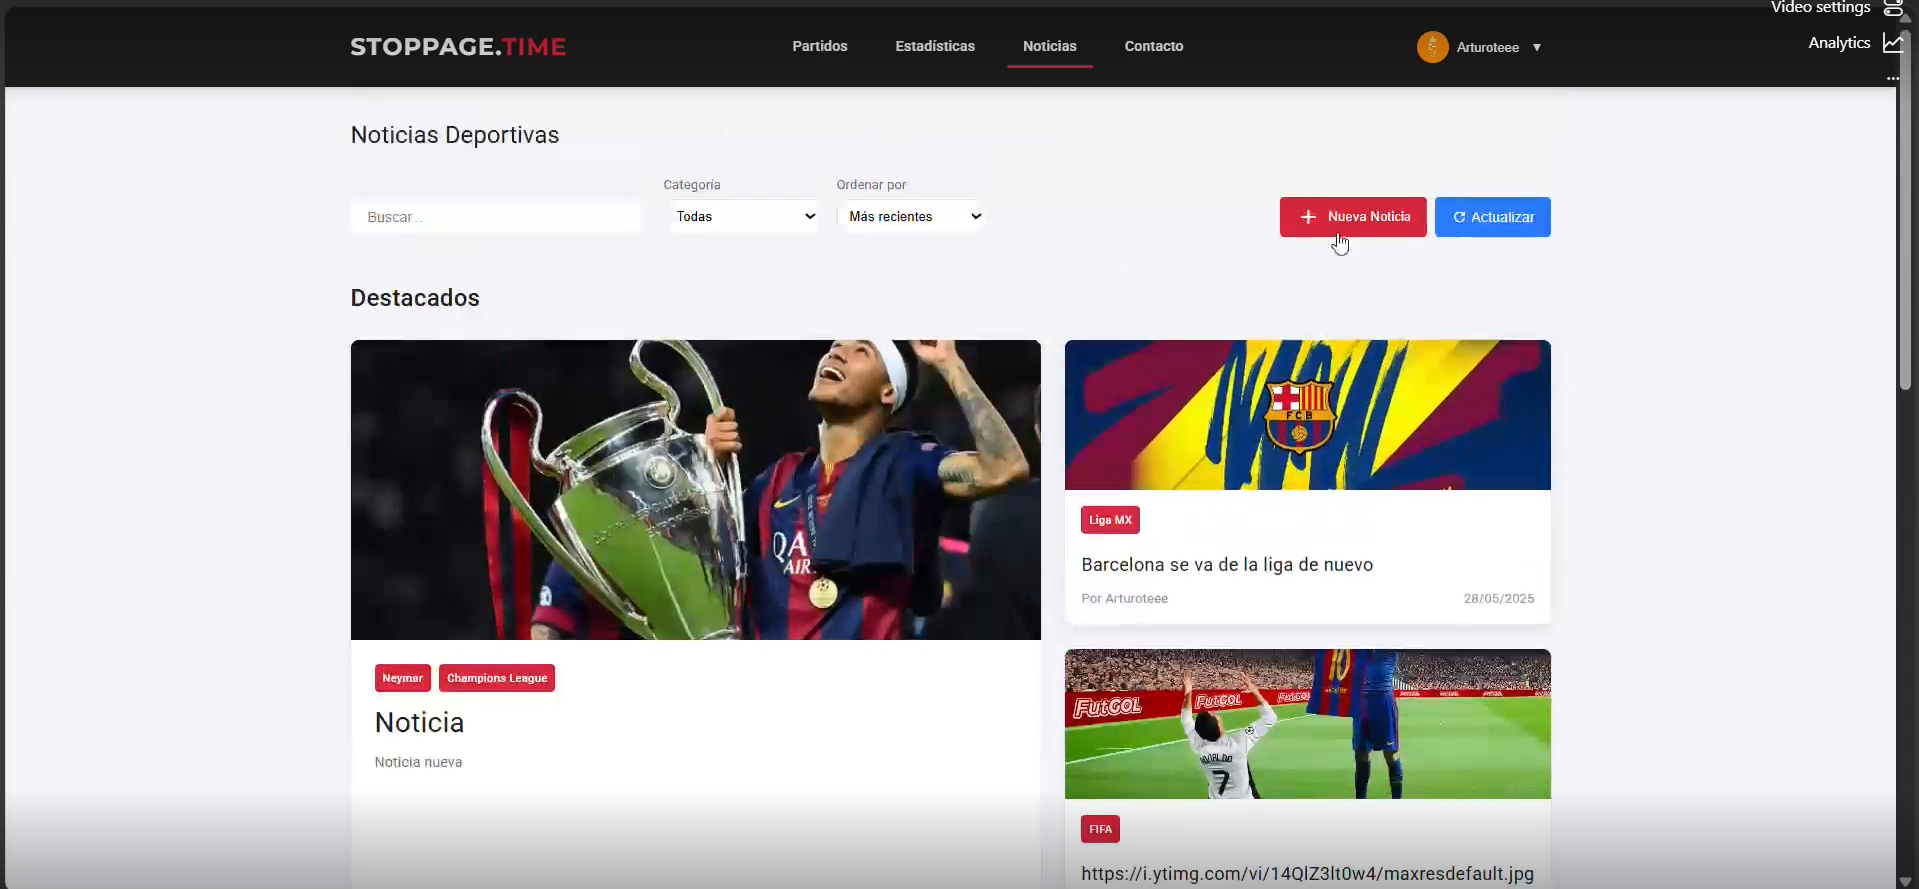 Video settings
STOPPAGE.TIME
Partidos
Estadísticas
Noticias
Contacto
Arturoteee ▼
Analytics
...
Noticias Deportivas
Categoría
Ordenar por
Buscar...
Todas
Más recientes
+ Nueva Noticia
Actualizar
Destacados
FCB
QA
AIR
Liga MX
Barcelona se va de la liga de nuevo
Por Arturoteee
28/05/2025
Neymar
Champions League
Noticia
Noticia nueva
10
FutGOL
FutGOL
FutGOL
RONALDO
7
FIFA
https://i.ytimg.com/vi/14QlZ3lt0w4/maxresdefault.jpg